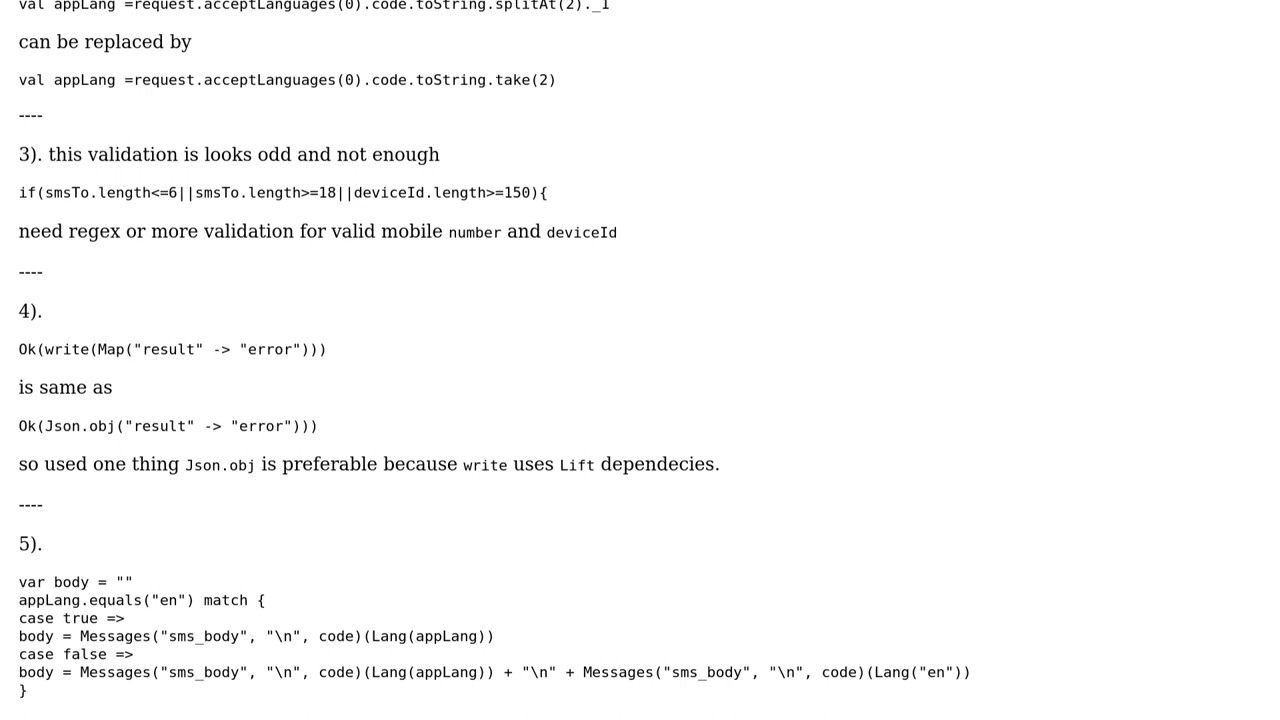 val appLang =request.acceptLanguages(0).code.toString.splitAt(2)._1
can be replaced by
val appLang =request.acceptLanguages(0).code.toString.take(2)
----
3). this validation is looks odd and not enough
if(smsTo.length<=6||smsTo.length>=18||deviceId.length>=150){
need regex or more validation for valid mobile number and deviceId
----
4).
Ok(write(Map("result" -> "error")))
is same as
Ok(Json.obj("result" -> "error")))
so used one thing Json.obj is preferable because write uses Lift dependecies.
----
5).
var body = ""
appLang.equals("en") match {
case true =>
body = Messages("sms_body", "\n", code)(Lang(appLang))
case false =>
body = Messages("sms_body", "\n", code)(Lang(appLang)) + "\n" + Messages("sms_body", "\n", code)(Lang("en"))
}